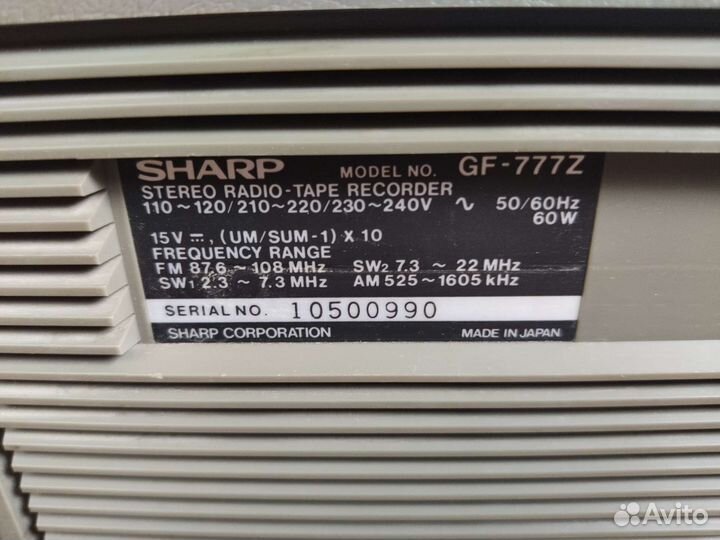 SHARP MODEL NO. GF-777Z
STEREO RADIO-TAPE RECORDER
110~120/210~220/230~240V ∿ 50/60Hz
60W
15V ⎓, (UM/SUM-1) X 10
FREQUENCY RANGE
FM 87.6 ~ 108 MHz SW2 7.3 ~ 22 MHz
SW1 2.3 ~ 7.3 MHz AM 525~1605 kHz
SERIAL NO. 10500990
SHARP CORPORATION MADE IN JAPAN
Avito